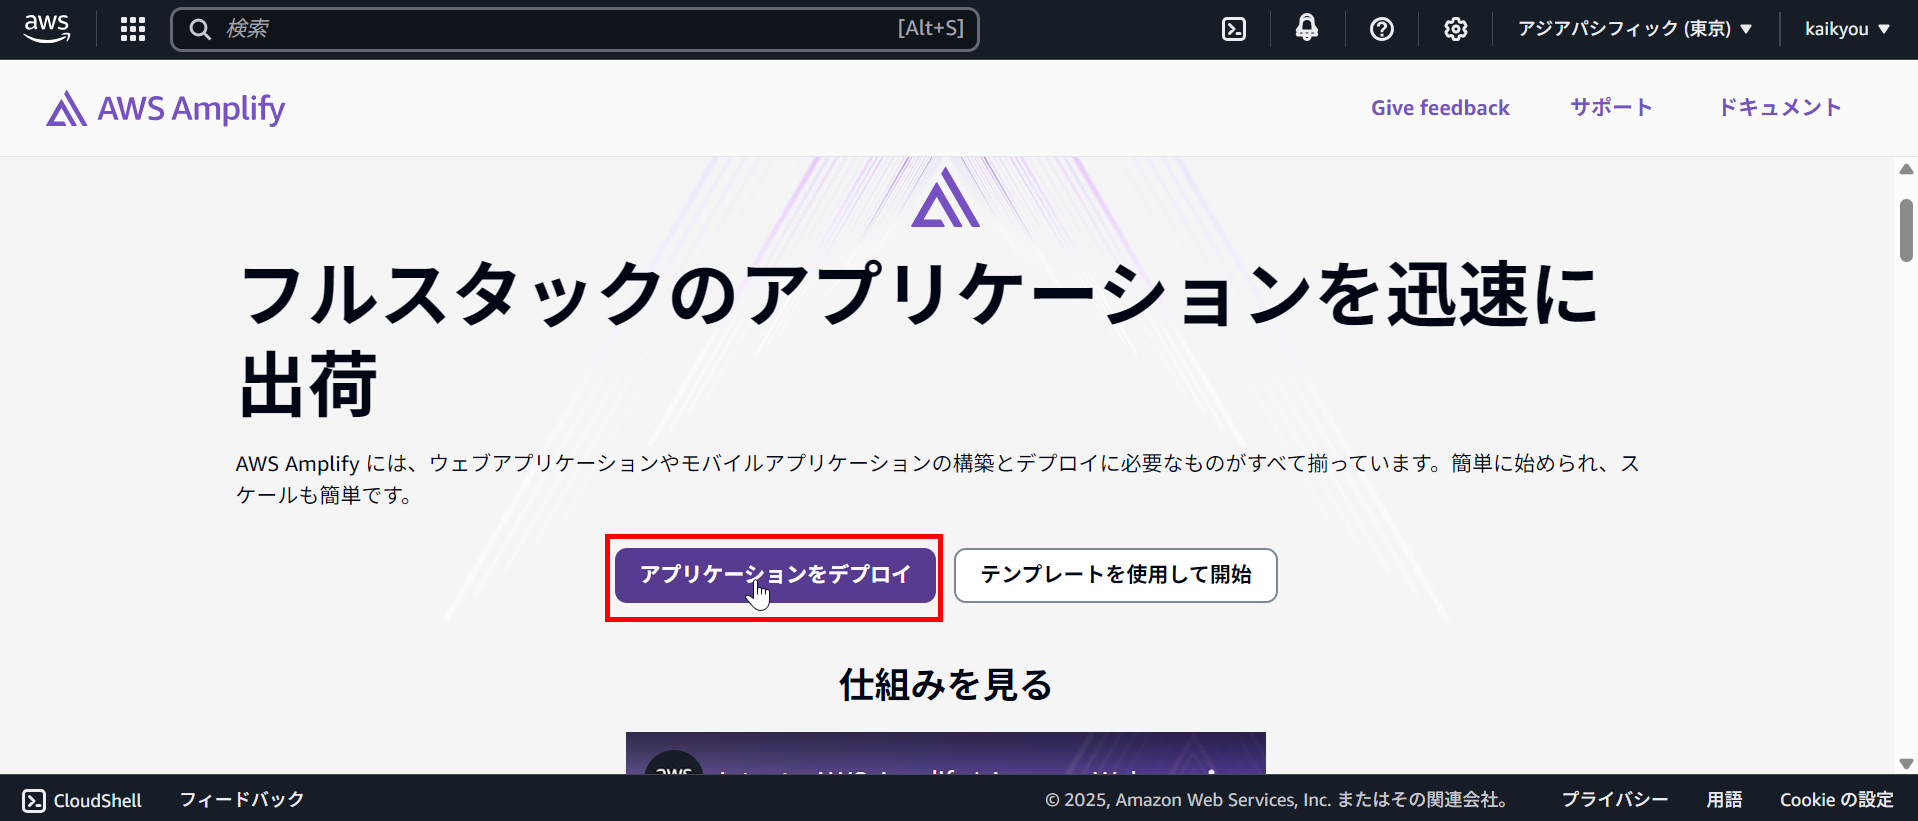 aws
検索
[Alt+S]
アジアパシフィック (東京)
kaikyou
AWS Amplify
Give feedback
サポート
ドキュメント
フルスタックのアプリケーションを迅速に
出荷
AWS Amplify には、ウェブアプリケーションやモバイルアプリケーションの構築とデプロイに必要なものがすべて揃っています。簡単に始められ、ス
ケールも簡単です。
アプリケーションをデプロイ
テンプレートを使用して開始
仕組みを見る
aws
CloudShell
フィードバック
© 2025, Amazon Web Services, Inc. またはその関連会社。
プライバシー
用語
Cookie の設定